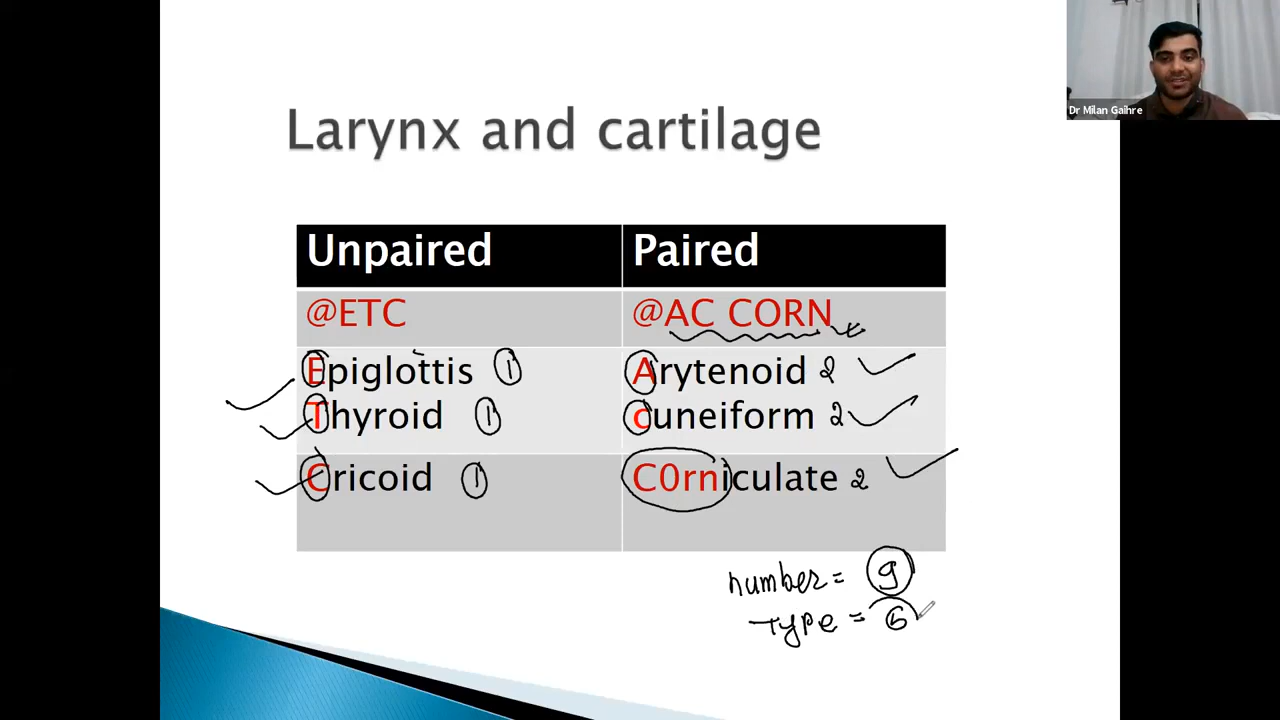 Dr Milan Gaihre
Larynx and cartilage
Unpaired Paired
@ETC @AC CORN
Epiglottis 1 Arytenoid 2
Thyroid 1 cuneiform 2
Cricoid 1 C0rniculate 2
number = 9
Type = 6